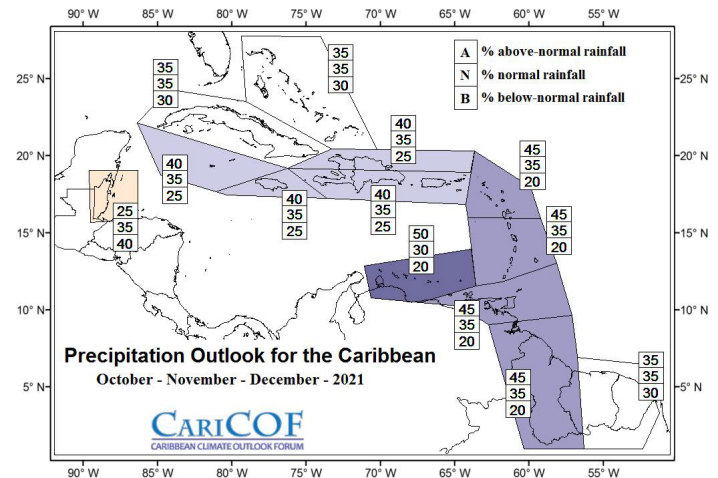 90° W 85° W 80° W 75° W 70° W 65° W 60° W 55° W
A % above-normal rainfall
N % normal rainfall
B % below-normal rainfall
25° N
20° N
15° N
10° N
5° N
25° N
20° N
15° N
10° N
5° N
35
35
30
35
35
30
40
35
25
45
35
20
40
35
25
25
35
40
40
35
25
40
35
25
45
35
20
50
30
20
45
35
20
45
35
20
35
35
30
Precipitation Outlook for the Caribbean
October - November - December - 2021
CARICOF
CARIBBEAN CLIMATE OUTLOOK FORUM
90° W 85° W 80° W 75° W 70° W 65° W 60° W 55° W